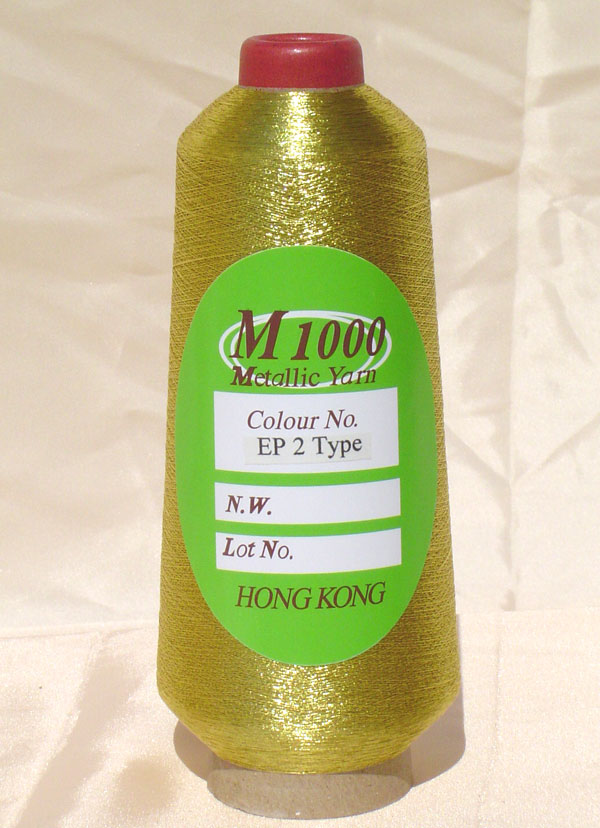 M 1000
Metallic Yarn
Colour No.
EP 2 Type
N.W.
Lot No.
HONG KONG